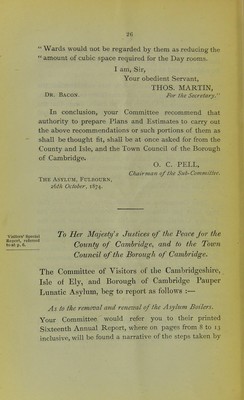 26
“ Wards would not be regarded by them as reducing the
“ amount of cubic space required for the Day rooms.
I am, Sir,
Your obedient Servant,
THOS. MARTIN,
Dr. Bacon. For the Secretary.”
In conclusion, your Committee recommend that
authority to prepare Plans and Estimates to carry out
the above recommendations or such portions of them as
shall be thought fit, shall be at once asked for from the
County and Isle, and the Town Council of the Borough
of Cambridge.
O. C. PELL,
Chairman of the Sub-Committee.
The Asylum, Fulbourn,
26th October, 1874.
Visitors' Special
Report, referred
to at p. 8.
To Her Majesty's Justices of the Peace for the
County of Cambridge, and to the Town
Council of the Borough of Cambridge.
The Committee of Visitors of the Cambridgeshire,
Isle of Ely, and Borough of Cambridge Pauper
Lunatic Asylum, beg to report as follows :—
As to the removal and renewal of the Asylum Boilers.
Your Committee would refer you to their printed
Sixteenth Annual Report, where on pages from 8 to 13
inclusive, will be found a narrative of the steps taken by